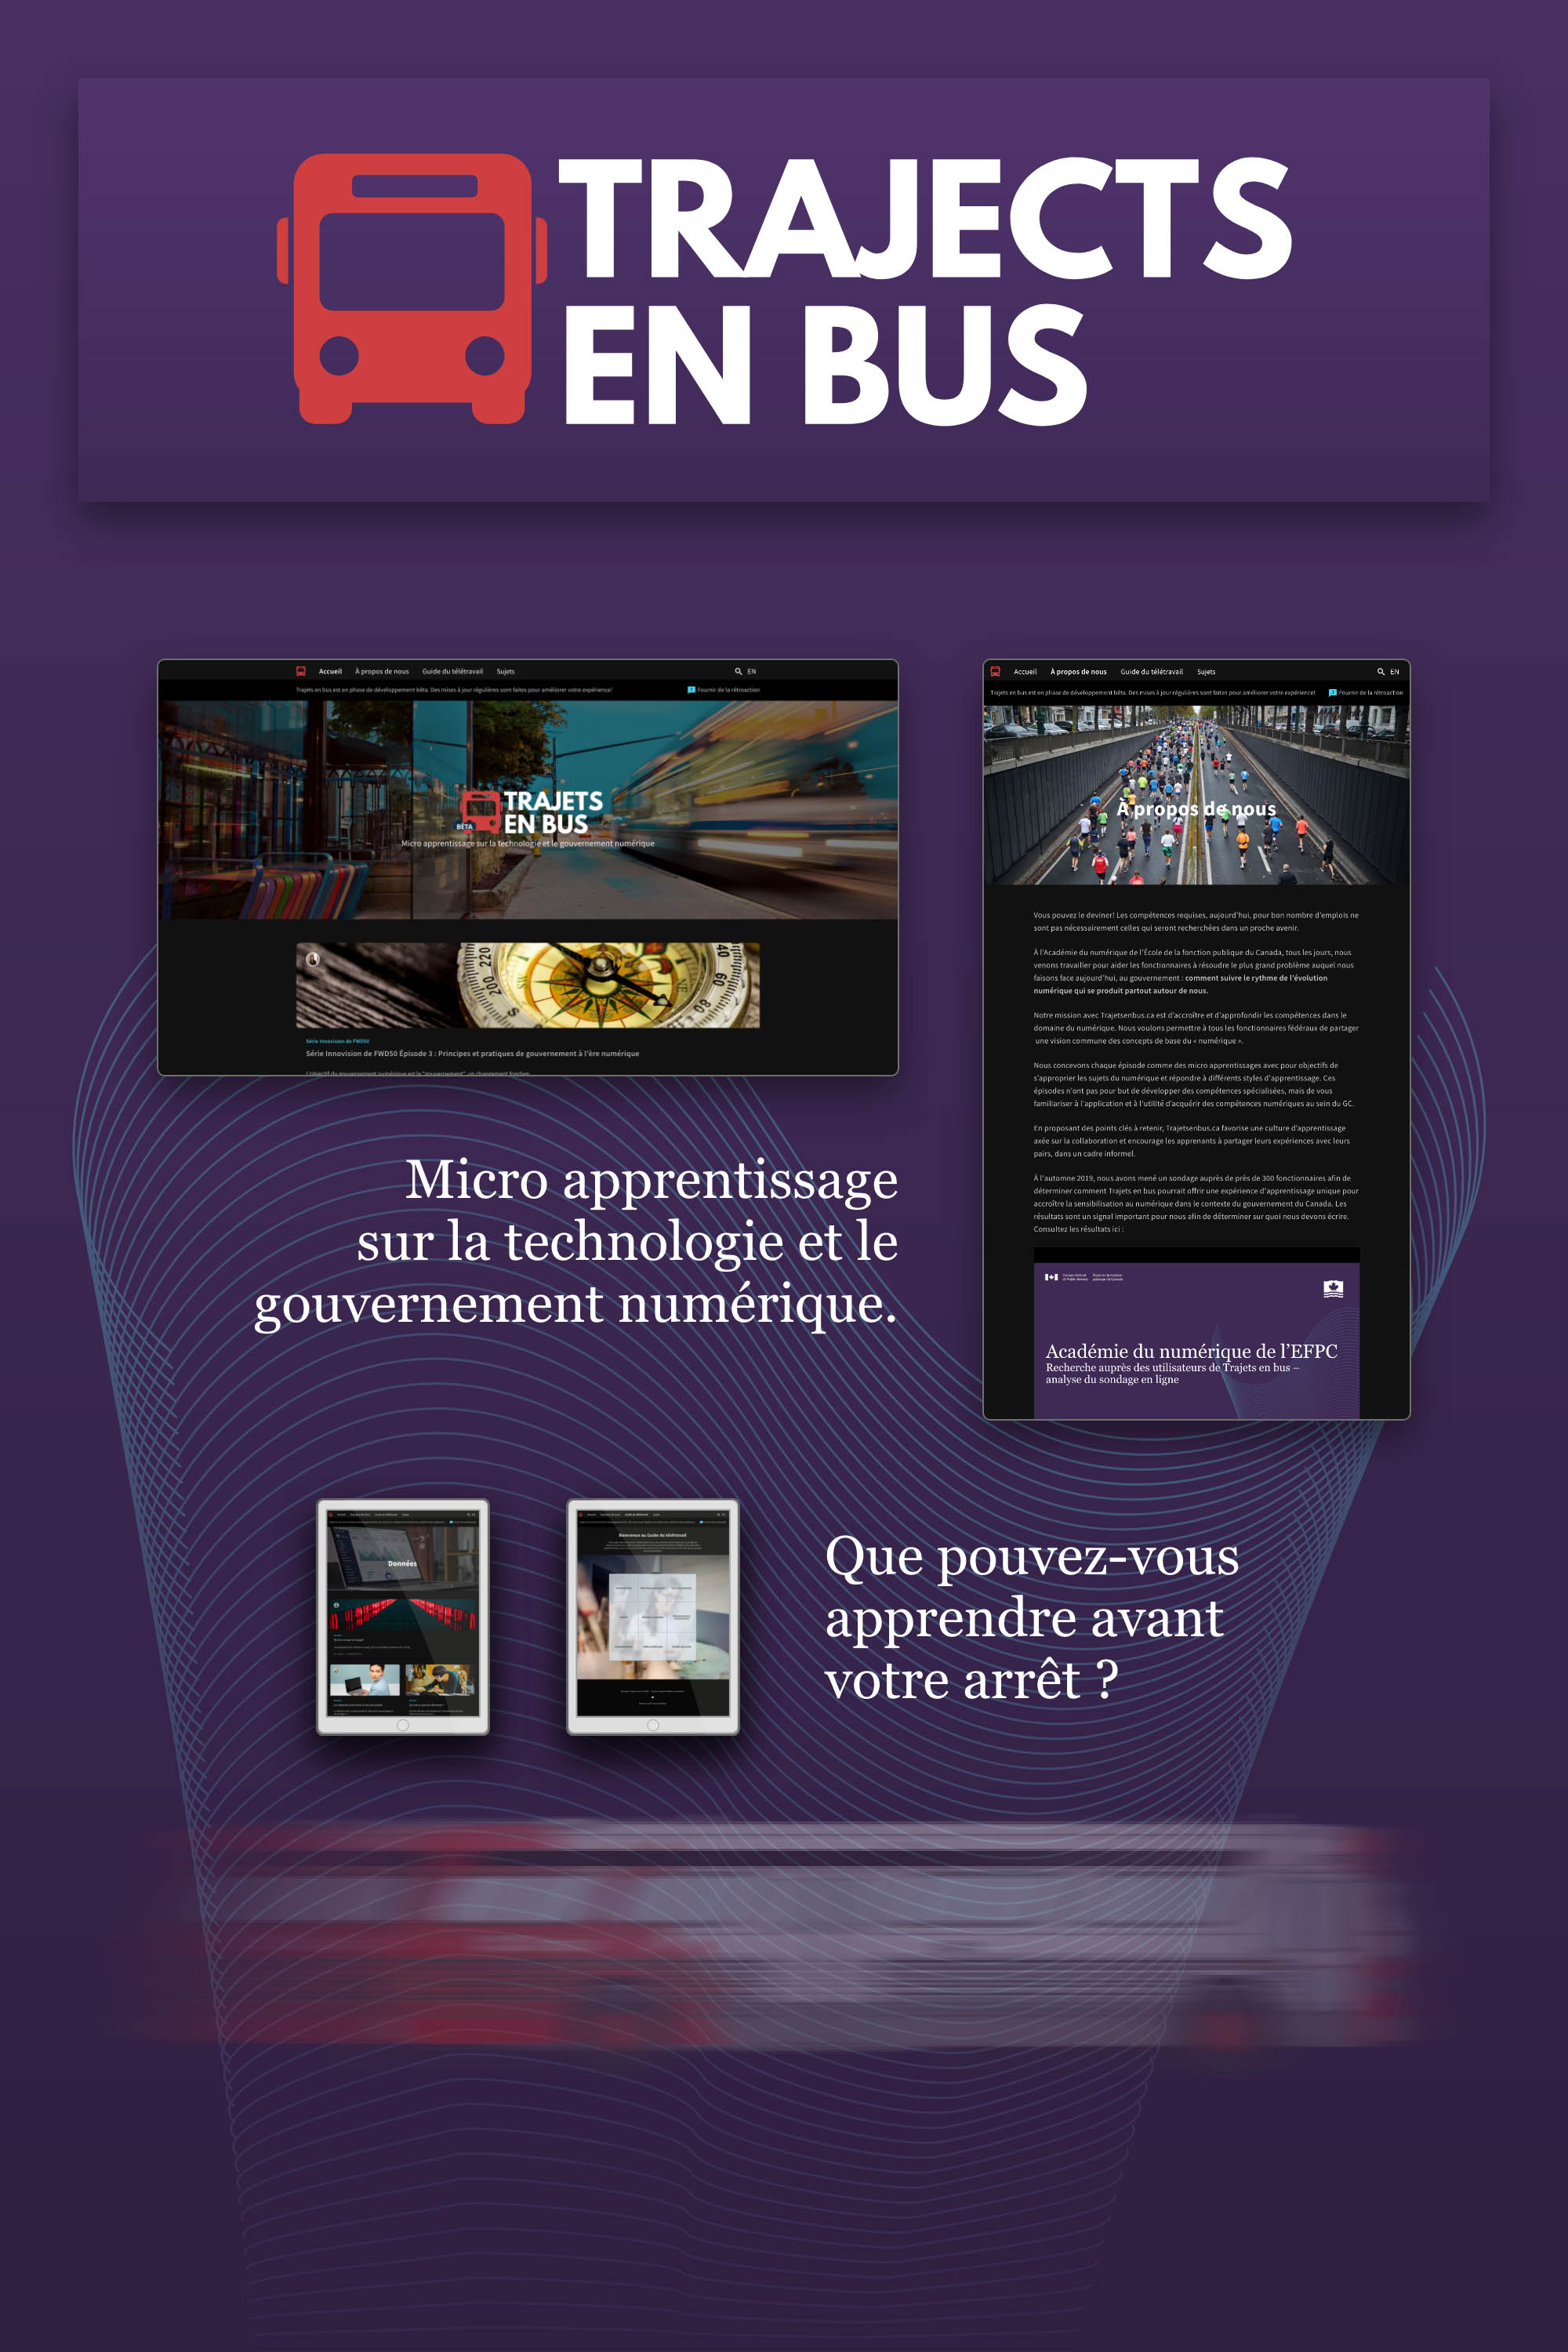 TRAJECTS
EN BUS
Accueil À propos de nous Guide du télétravail Sujets EN
Trajets en bus est en phase de développement bêta. Des mises à jour régulières sont faites pour améliorer votre expérience! Fournir de la rétroaction
TRAJETS
EN BUS
BÊTA
Micro apprentissage sur la technologie et le gouvernement numérique
Série Innovision de FWD50
Série Innovision de FWD50 Épisode 3 : Principes et pratiques de gouvernement à l'ère numérique
L'objectif du gouvernement numérique est le "gouvernement", un changement fondam
Accueil À propos de nous Guide du télétravail Sujets EN
Trajets en bus est en phase de développement bêta. Des mises à jour régulières sont faites pour améliorer votre expérience! Fournir de la rétroaction
À propos de nous
Vous pouvez le deviner! Les compétences requises, aujourd'hui, pour bon nombre d'emplois ne
sont pas nécessairement celles qui seront recherchées dans un proche avenir.
À l'Académie du numérique de l'École de la fonction publique du Canada, tous les jours, nous
venons travailler pour aider les fonctionnaires à résoudre le plus grand problème auquel nous
faisons face aujourd'hui, au gouvernement : comment suivre le rythme de l'évolution
numérique qui se produit partout autour de nous.
Notre mission avec Trajetsenbus.ca est d'accroître et d'approfondir les compétences dans le
domaine du numérique. Nous voulons permettre à tous les fonctionnaires fédéraux de partager
une vision commune des concepts de base du « numérique ».
Nous concevons chaque épisode comme des micro apprentissages avec pour objectifs de
s'approprier les sujets du numérique et répondre à différents styles d'apprentissage. Ces
épisodes n'ont pas pour but de développer des compétences spécialisées, mais de vous
familiariser à l'application et à l'utilité d'acquérir des compétences numériques au sein du GC.
En proposant des points clés à retenir, Trajetsenbus.ca favorise une culture d'apprentissage
axée sur la collaboration et encourage les apprenants à partager leurs expériences avec leurs
pairs, dans un cadre informel.
À l'automne 2019, nous avons mené un sondage auprès de près de 300 fonctionnaires afin de
déterminer comment Trajets en bus pourrait offrir une expérience d'apprentissage unique pour
accroître la sensibilisation au numérique dans le contexte du gouvernement du Canada. Les
résultats sont un signal important pour nous afin de déterminer sur quoi nous devons écrire.
Consultez les résultats ici :
Académie du numérique de l'EFPC
Recherche auprès des utilisateurs de Trajets en bus –
analyse du sondage en ligne
Micro apprentissage
sur la technologie et le
gouvernement numérique.
Données
Bienvenue au Guide du télétravail
Que pouvez-vous
apprendre avant
votre arrêt ?